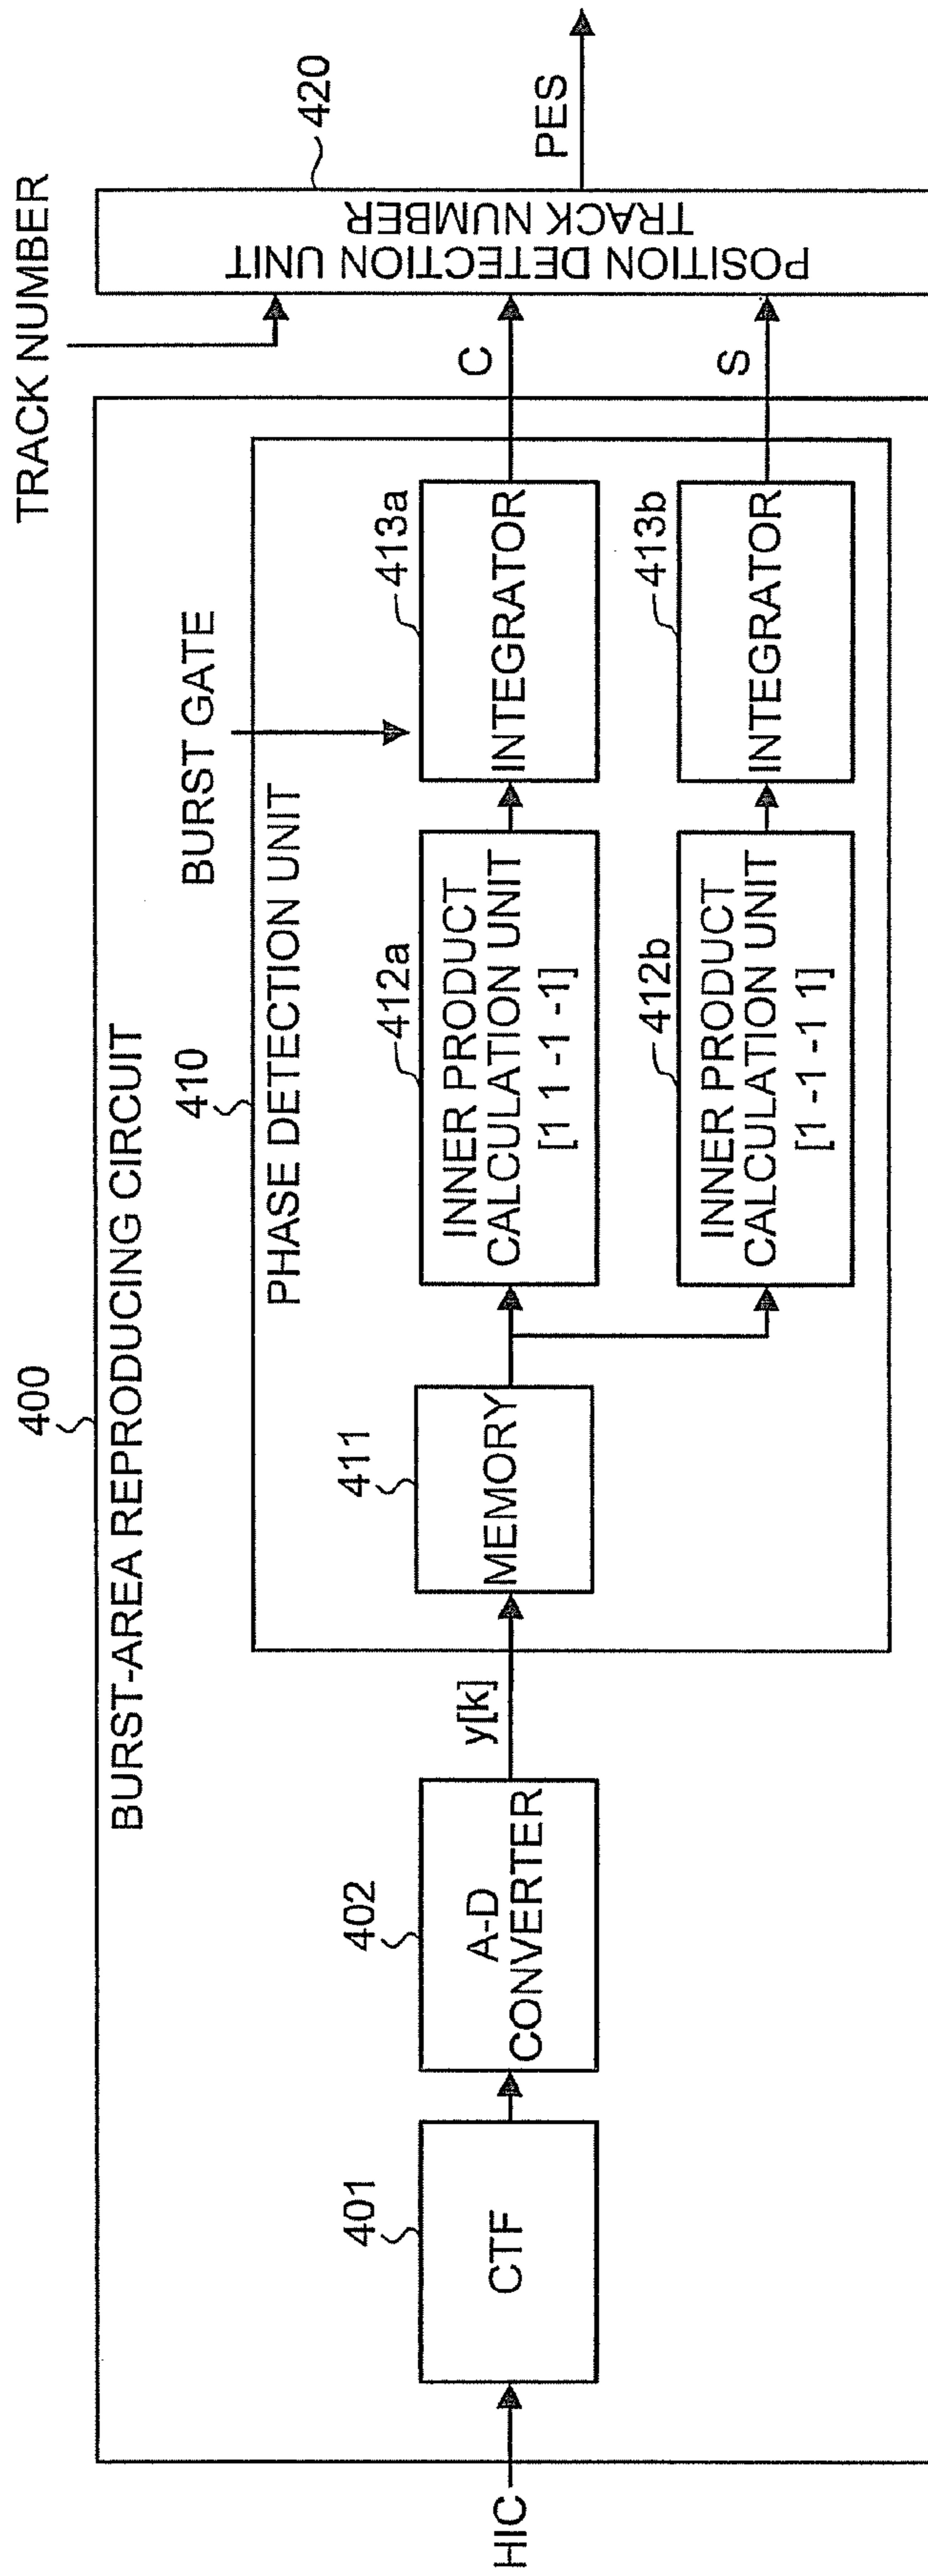 400
BURST-AREA REPRODUCING CIRCUIT
TRACK NUMBER
BURST GATE
410
PHASE DETECTION UNIT
420
POSITION DETECTION UNIT
TRACK NUMBER
PES
HIC
401
CTF
402
A-D
CONVERTER
y[k]
411
MEMORY
412a
INNER PRODUCT
CALCULATION UNIT
[1 1 -1 -1]
413a
INTEGRATOR
C
412b
INNER PRODUCT
CALCULATION UNIT
[1 -1 -1 1]
413b
INTEGRATOR
S